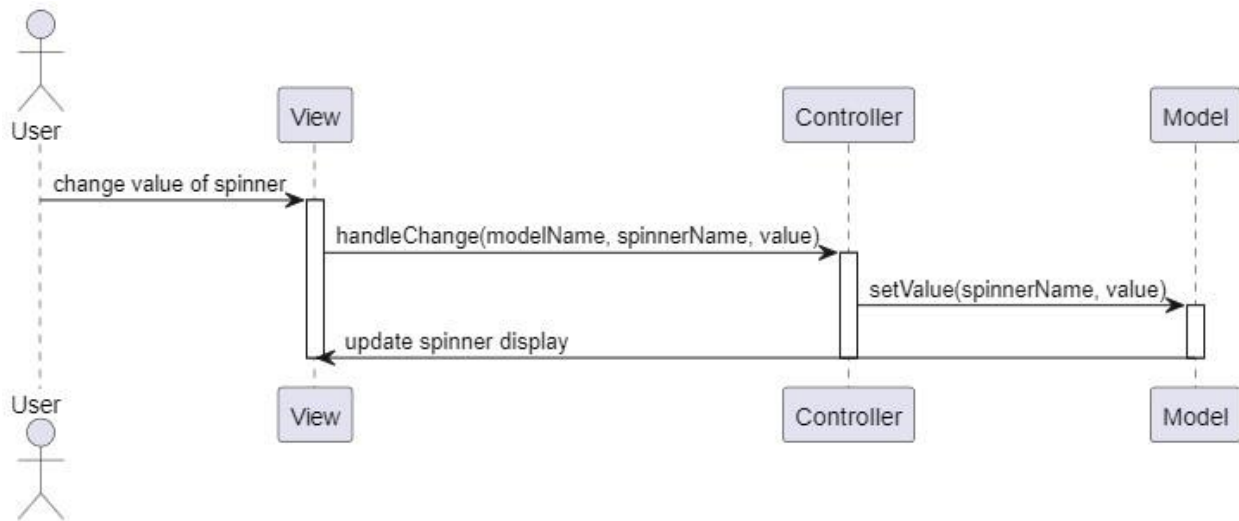 User
View
Controller
Model
change value of spinner
handleChange(modelName, spinnerName, value)
setValue(spinnerName, value)
update spinner display
User
View
Controller
Model